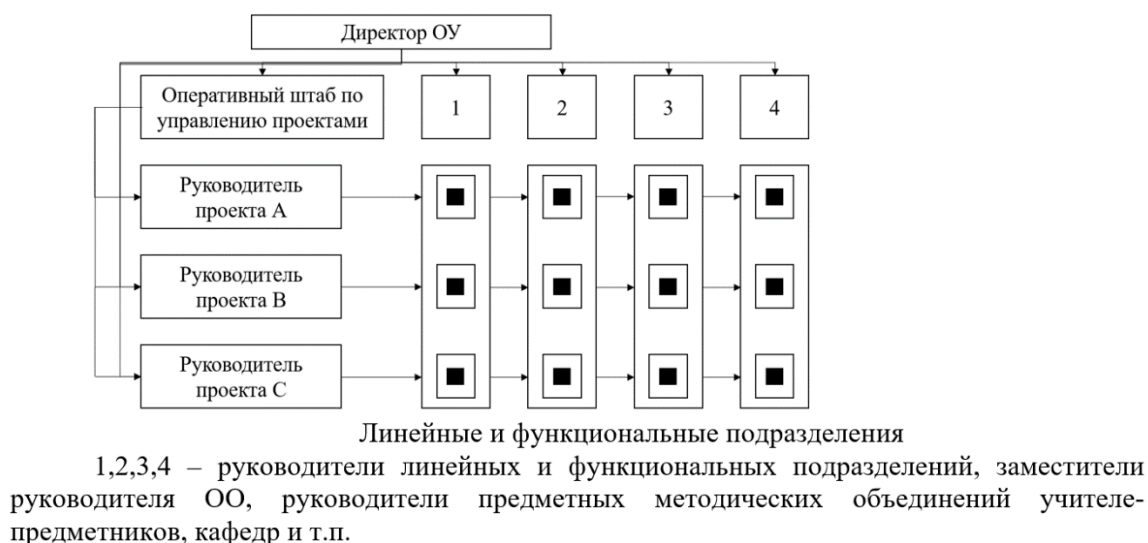 Директор ОУ
Оперативный штаб по
управлению проектами
1
2
3
4
Руководитель
проекта А
Руководитель
проекта В
Руководитель
проекта С
Линейные и функциональные подразделения
1,2,3,4 – руководители линейных и функциональных подразделений, заместители
руководителя ОО, руководители предметных методических объединений учителе-
предметников, кафедр и т.п.